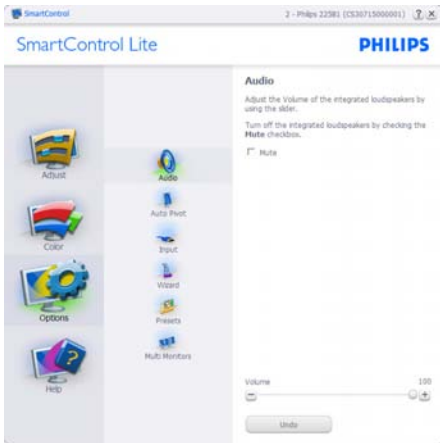 SmartControl
2 - Philips 225B1 (CS30715000001)
SmartControl Lite
PHILIPS
Adjust
Color
Options
Help
Audio
Auto Pivot
Input
Wizard
Presets
Multi Monitors
Audio
Adjust the Volume of the integrated loudspeakers by
using the slider.
Turn off the integrated loudspeakers by checking the
Mute checkbox.
Mute
Volume 100
Undo